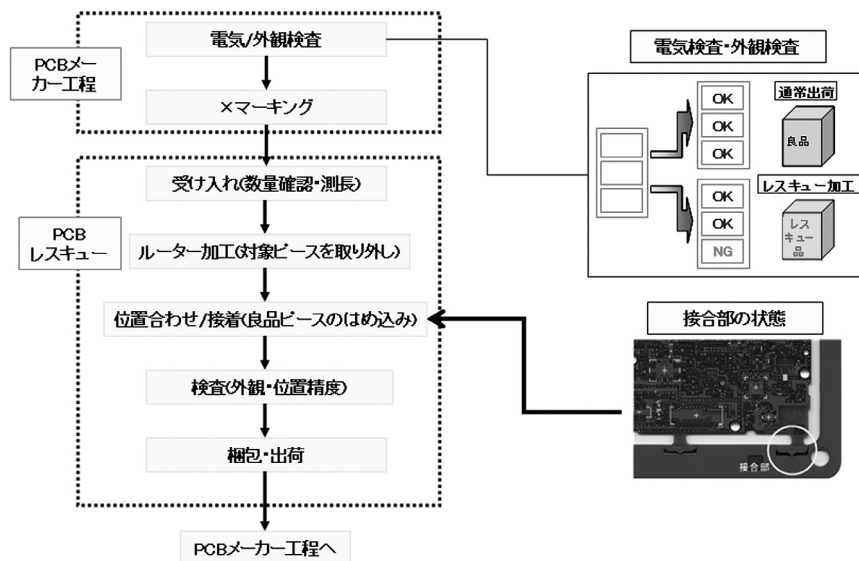 電気/外観検査
PCBメー
カー工程
×マーキング
受け入れ(数量確認・測長)
PCB
レスキュー
ルーター加工(対象ピースを取り外し)
位置合わせ/接着(良品ピースのはめ込み)
検査(外観・位置精度)
梱包・出荷
PCBメーカー工程へ
電気検査・外観検査
OK
OK
OK
通常出荷
良品
OK
OK
NG
レスキュー加工
レス
キュー
品
接合部の状態
接合部